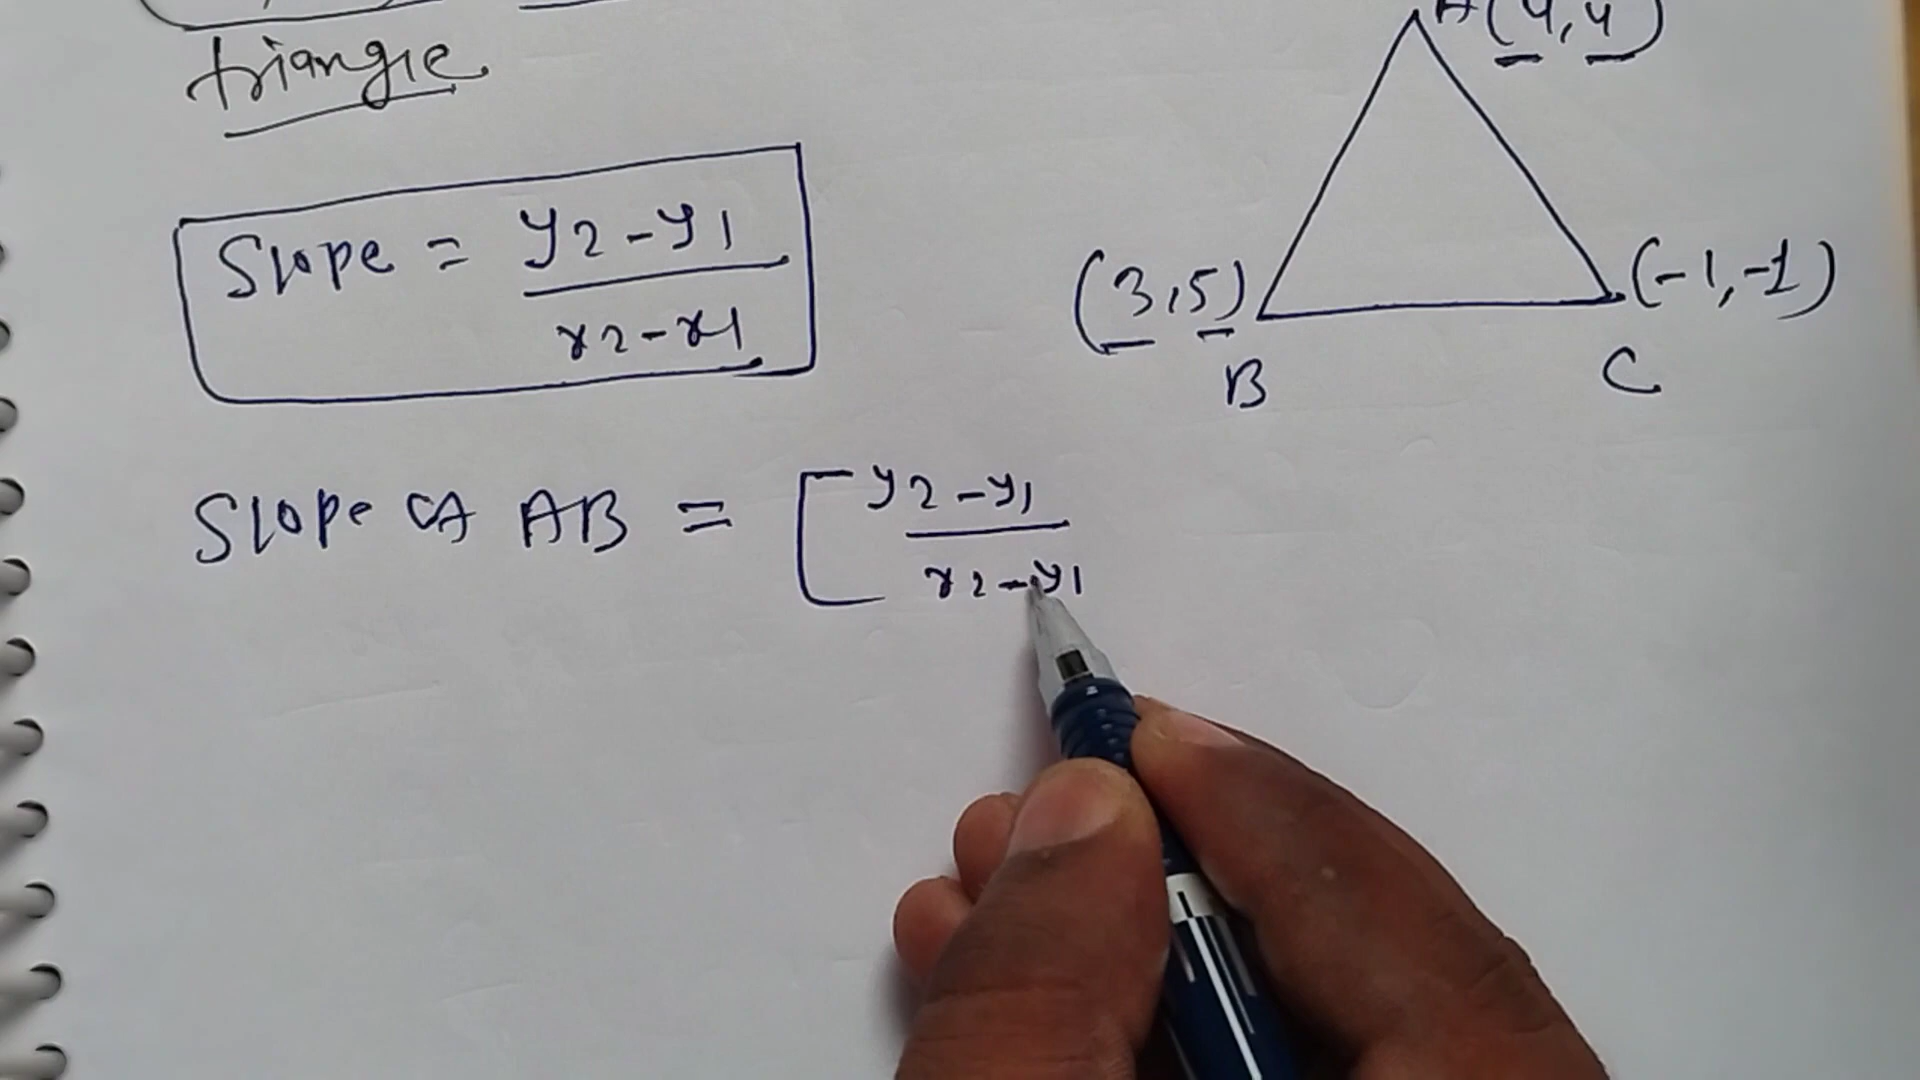 triangle
A(4,4)
Slope = y2-y1
x2-x1
(3,5)
(-1,-1)
B
C
Slope of AB = [y2-y1
x2-y1